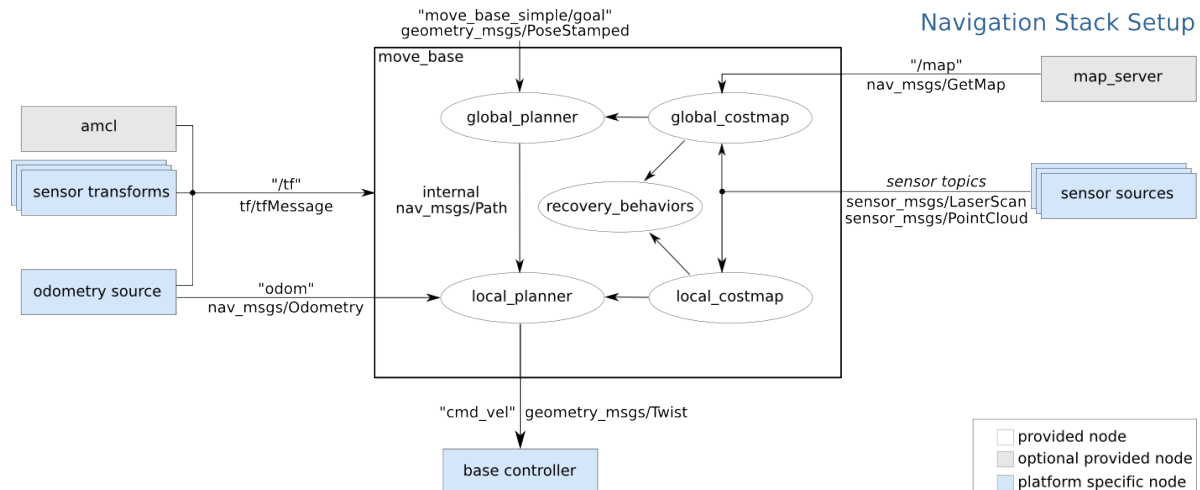 Navigation Stack Setup
"move_base_simple/goal"
geometry_msgs/PoseStamped
move_base
"/map"
nav_msgs/GetMap
map_server
amcl
global_planner
global_costmap
sensor transforms
"/tf"
tf/tfMessage
internal
nav_msgs/Path
recovery_behaviors
sensor topics
sensor_msgs/LaserScan
sensor_msgs/PointCloud
sensor sources
odometry source
"odom"
nav_msgs/Odometry
local_planner
local_costmap
"cmd_vel" geometry_msgs/Twist
base controller
provided node
optional provided node
platform specific node